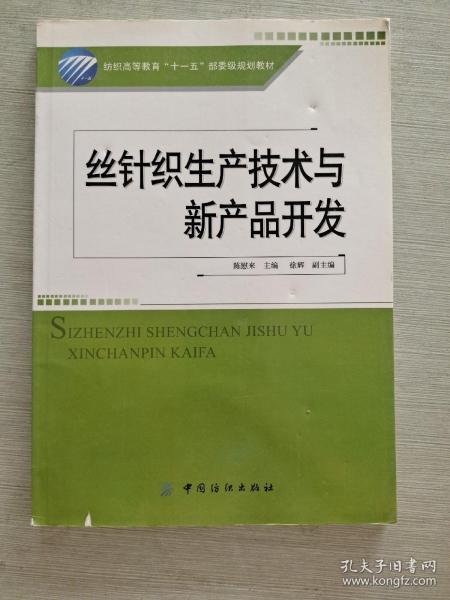 纺织高等教育“十一五”部委级规划教材
丝针织生产技术与
新产品开发
陈慰来 主编 徐辉 副主编
SIZHENZHI SHENGCHAN JISHU YU
XINCHANPIN KAIFA
中国纺织出版社
孔夫子旧书网
www.kongfz.com